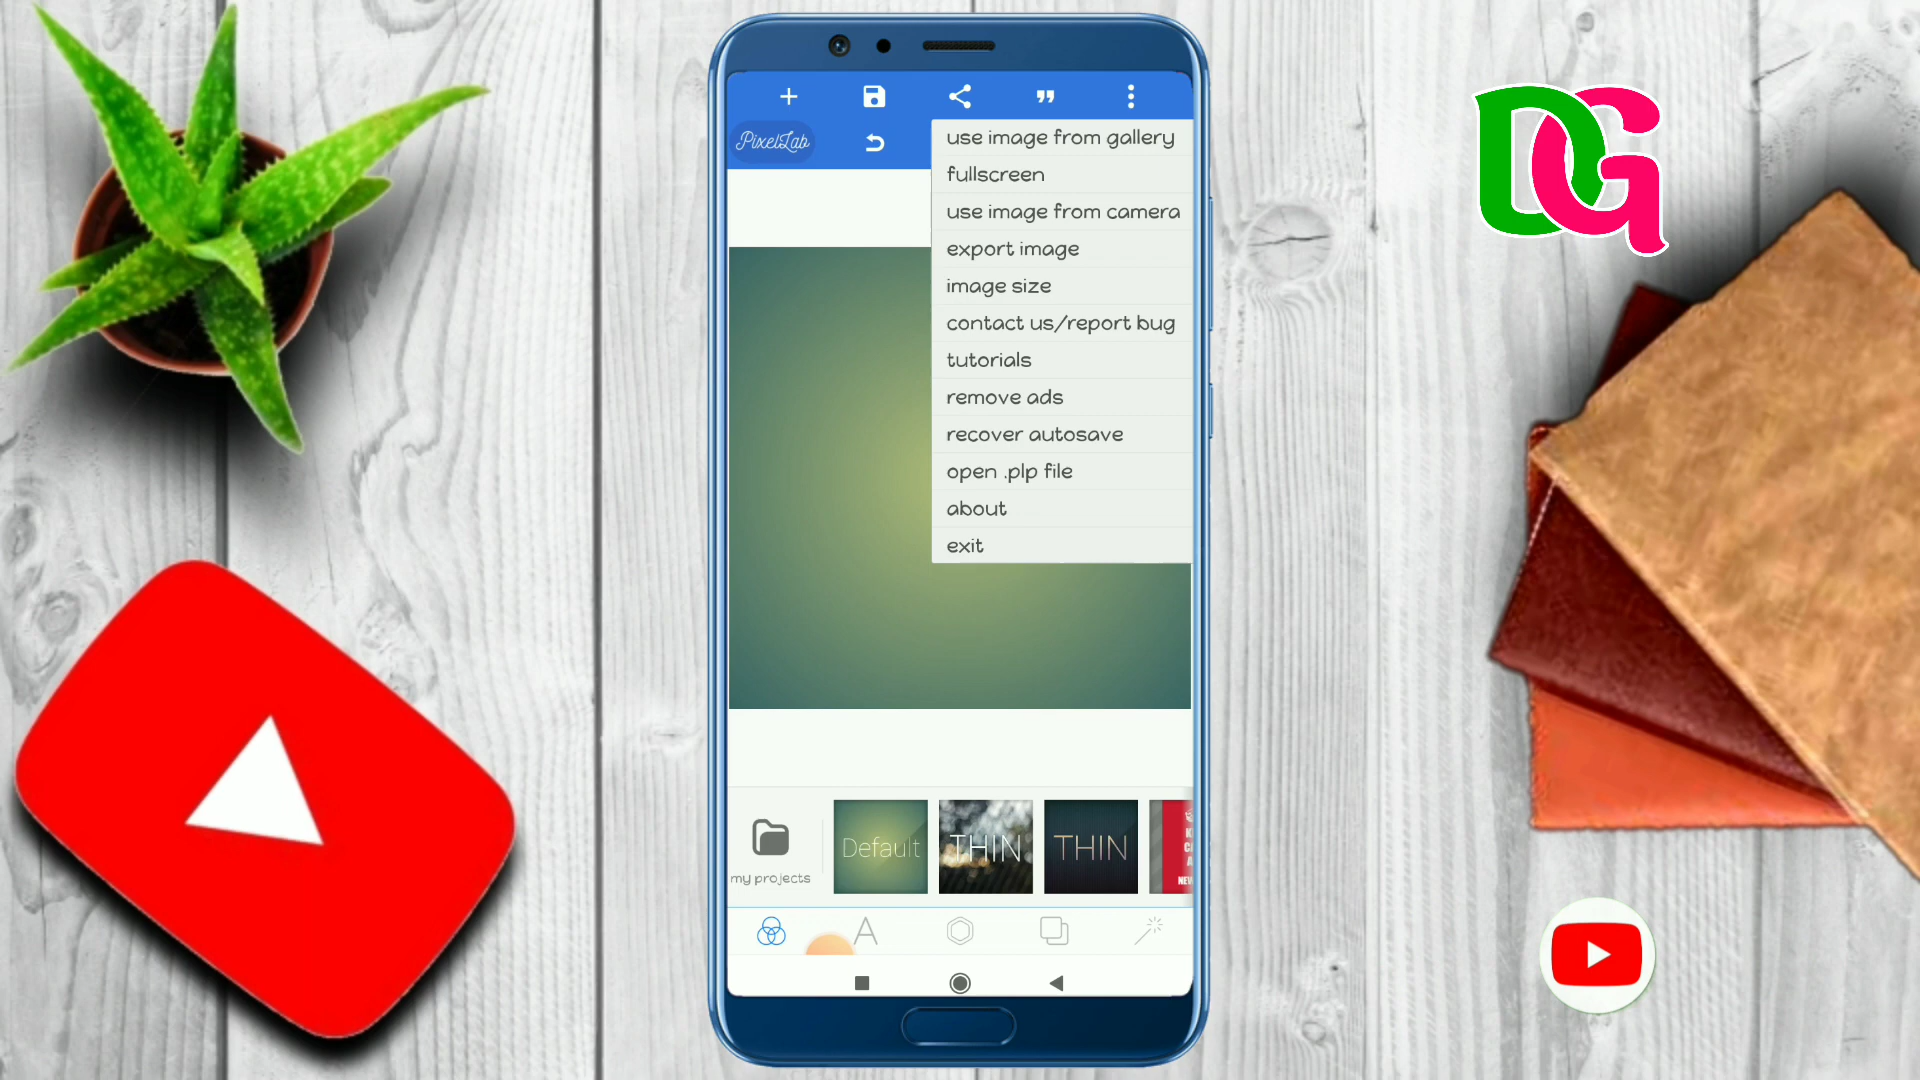 DG
PixelLab
use image from gallery
fullscreen
use image from camera
export image
image size
contact us/report bug
tutorials
remove ads
recover autosave
open .plp file
about
exit
my projects
Default
THIN
THIN